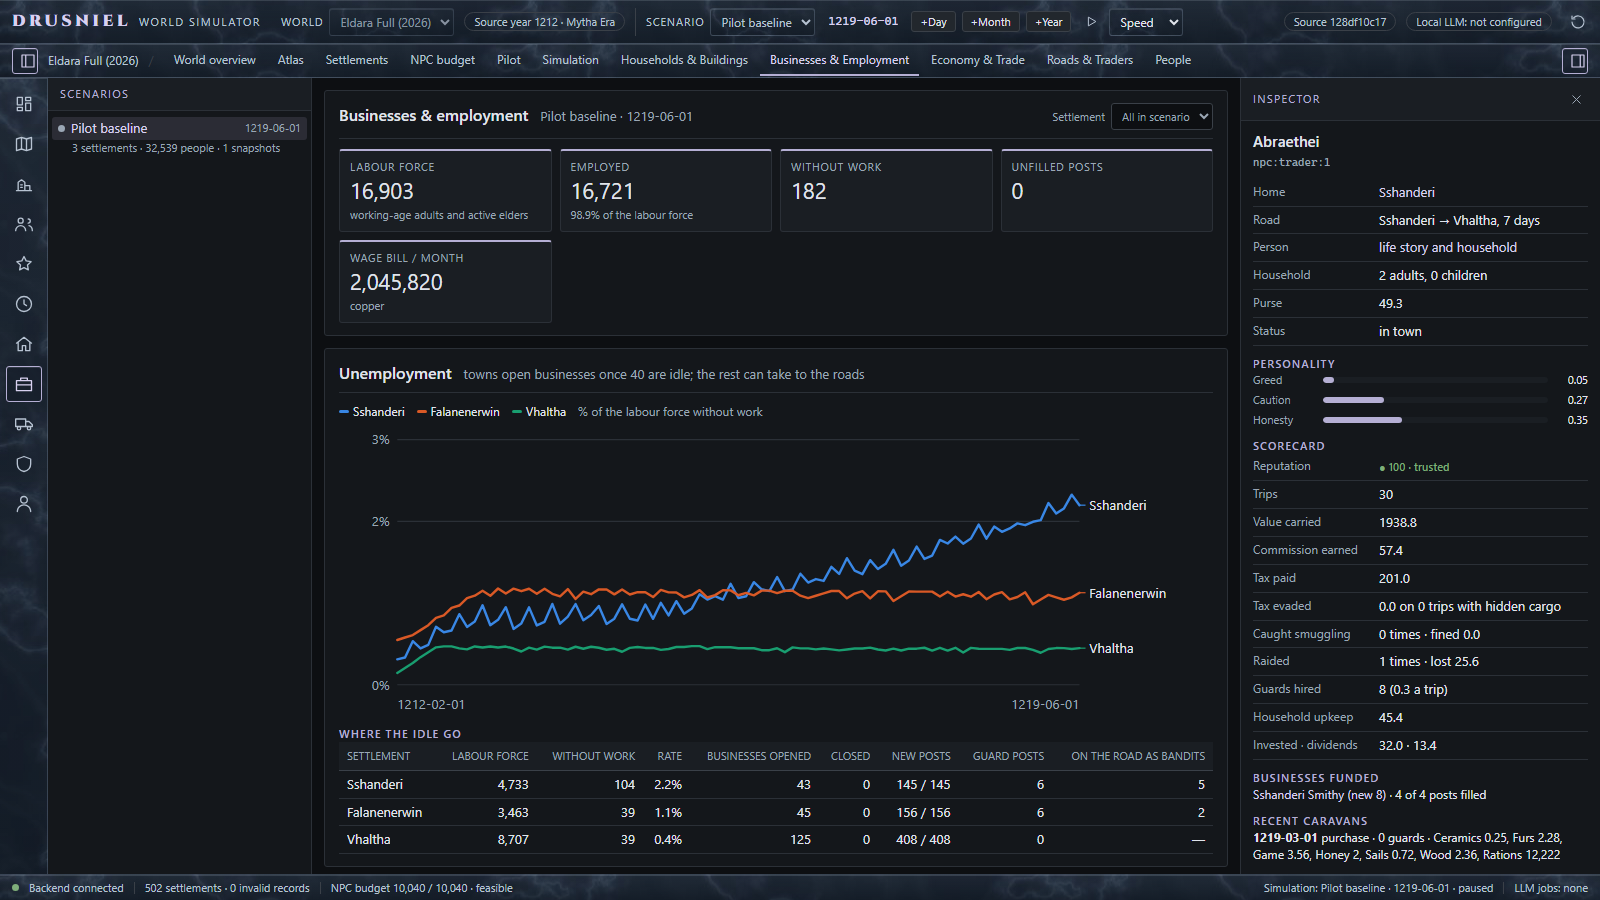 DRUSNIEL WORLD SIMULATOR WORLD Eldara Full (2026) Source year 1212 · Mytha Era SCENARIO Pilot baseline 1219-06-01 +Day +Month +Year Speed Source 128df10c17 Local LLM: not configured
Eldara Full (2026) / World overview Atlas Settlements NPC budget Pilot Simulation Households & Buildings Businesses & Employment Economy & Trade Roads & Traders People
SCENARIOS
Pilot baseline 1219-06-01
3 settlements · 32,539 people · 1 snapshots
Businesses & employment Pilot baseline · 1219-06-01 Settlement All in scenario
LABOUR FORCE
16,903
working-age adults and active elders
EMPLOYED
16,721
98.9% of the labour force
WITHOUT WORK
182
UNFILLED POSTS
0
WAGE BILL / MONTH
2,045,820
copper
Unemployment towns open businesses once 40 are idle; the rest can take to the roads
Sshanderi Falanenerwin Vhaltha % of the labour force without work
3%
2%
0%
Sshanderi
Falanenerwin
Vhaltha
1212-02-01 1219-06-01
WHERE THE IDLE GO
SETTLEMENT LABOUR FORCE WITHOUT WORK RATE BUSINESSES OPENED CLOSED NEW POSTS GUARD POSTS ON THE ROAD AS BANDITS
Sshanderi 4,733 104 2.2% 43 0 145 / 145 6 5
Falanenerwin 3,463 39 1.1% 45 0 156 / 156 6 2
Vhaltha 8,707 39 0.4% 125 0 408 / 408 0 —
INSPECTOR
Abraethei
npc:trader:1
Home Sshanderi
Road Sshanderi → Vhaltha, 7 days
Person life story and household
Household 2 adults, 0 children
Purse 49.3
Status in town
PERSONALITY
Greed 0.05
Caution 0.27
Honesty 0.35
SCORECARD
Reputation 100 · trusted
Trips 30
Value carried 1938.8
Commission earned 57.4
Tax paid 201.0
Tax evaded 0.0 on 0 trips with hidden cargo
Caught smuggling 0 times · fined 0.0
Raided 1 times · lost 25.6
Guards hired 8 (0.3 a trip)
Household upkeep 45.4
Invested · dividends 32.0 · 13.4
BUSINESSES FUNDED
Sshanderi Smithy (new 8) · 4 of 4 posts filled
RECENT CARAVANS
1219-03-01 purchase · 0 guards · Ceramics 0.25, Furs 2.28,
Game 3.56, Honey 2, Sails 0.72, Wood 2.36, Rations 12,222
Backend connected 502 settlements · 0 invalid records NPC budget 10,040 / 10,040 · feasible Simulation: Pilot baseline · 1219-06-01 · paused LLM jobs: none